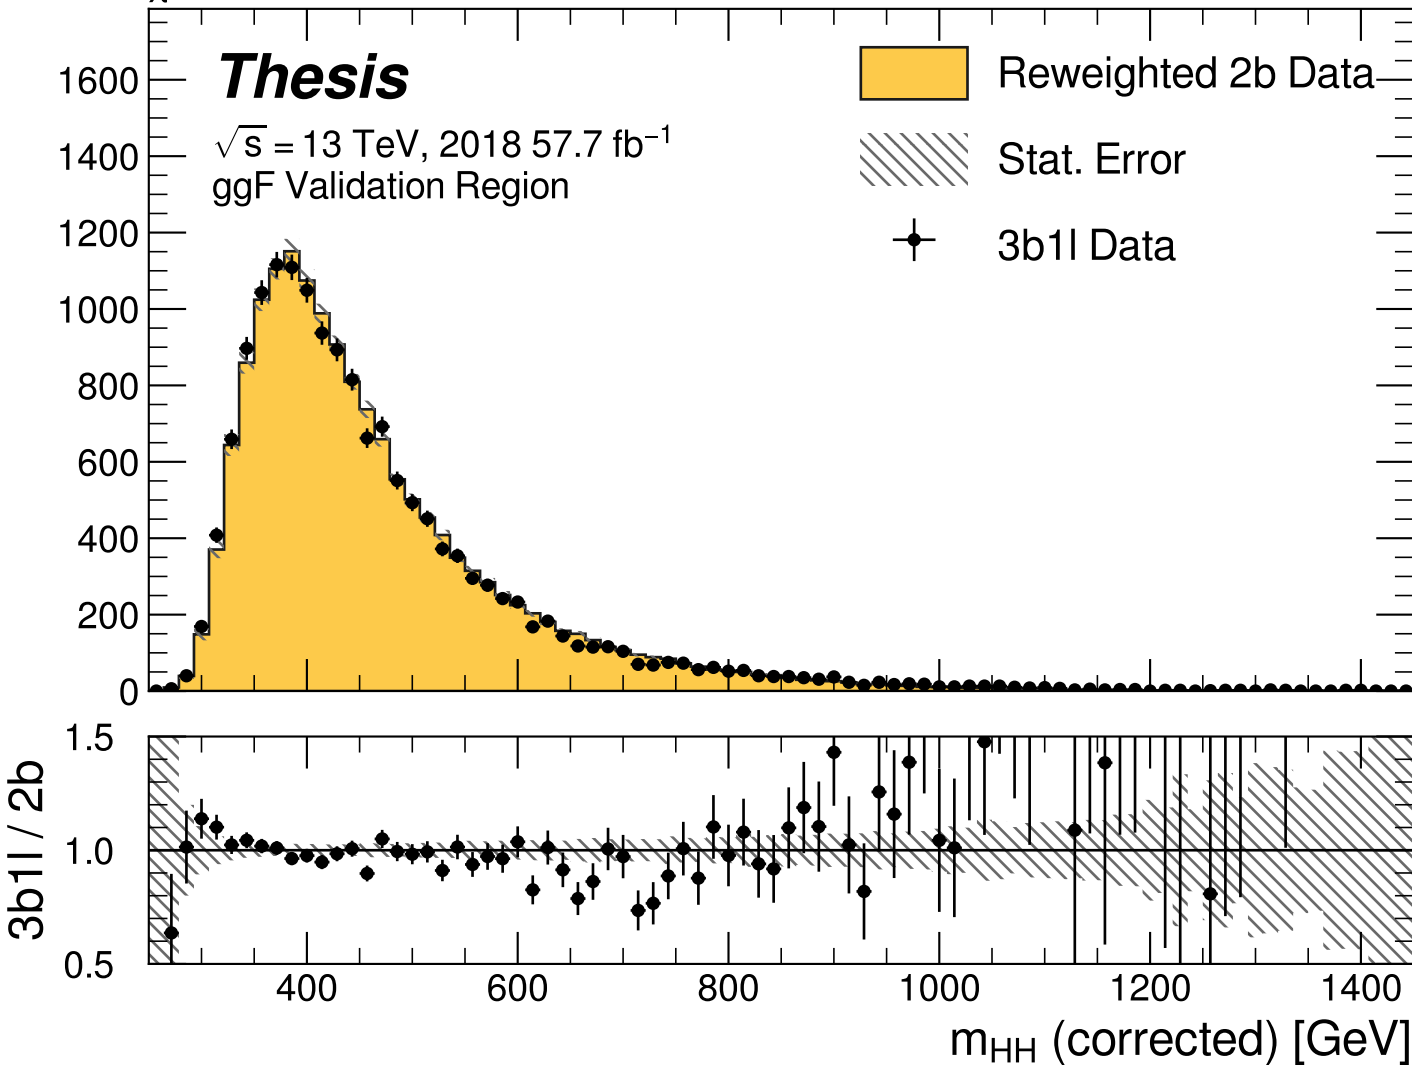 Thesis
√s = 13 TeV, 2018 57.7 fb⁻¹
ggF Validation Region
Reweighted 2b Data
Stat. Error
3b1l Data
1600
1400
1200
1000
800
600
400
200
0
1.5
1.0
0.5
3b1l / 2b
400 600 800 1000 1200 1400
m_HH (corrected) [GeV]